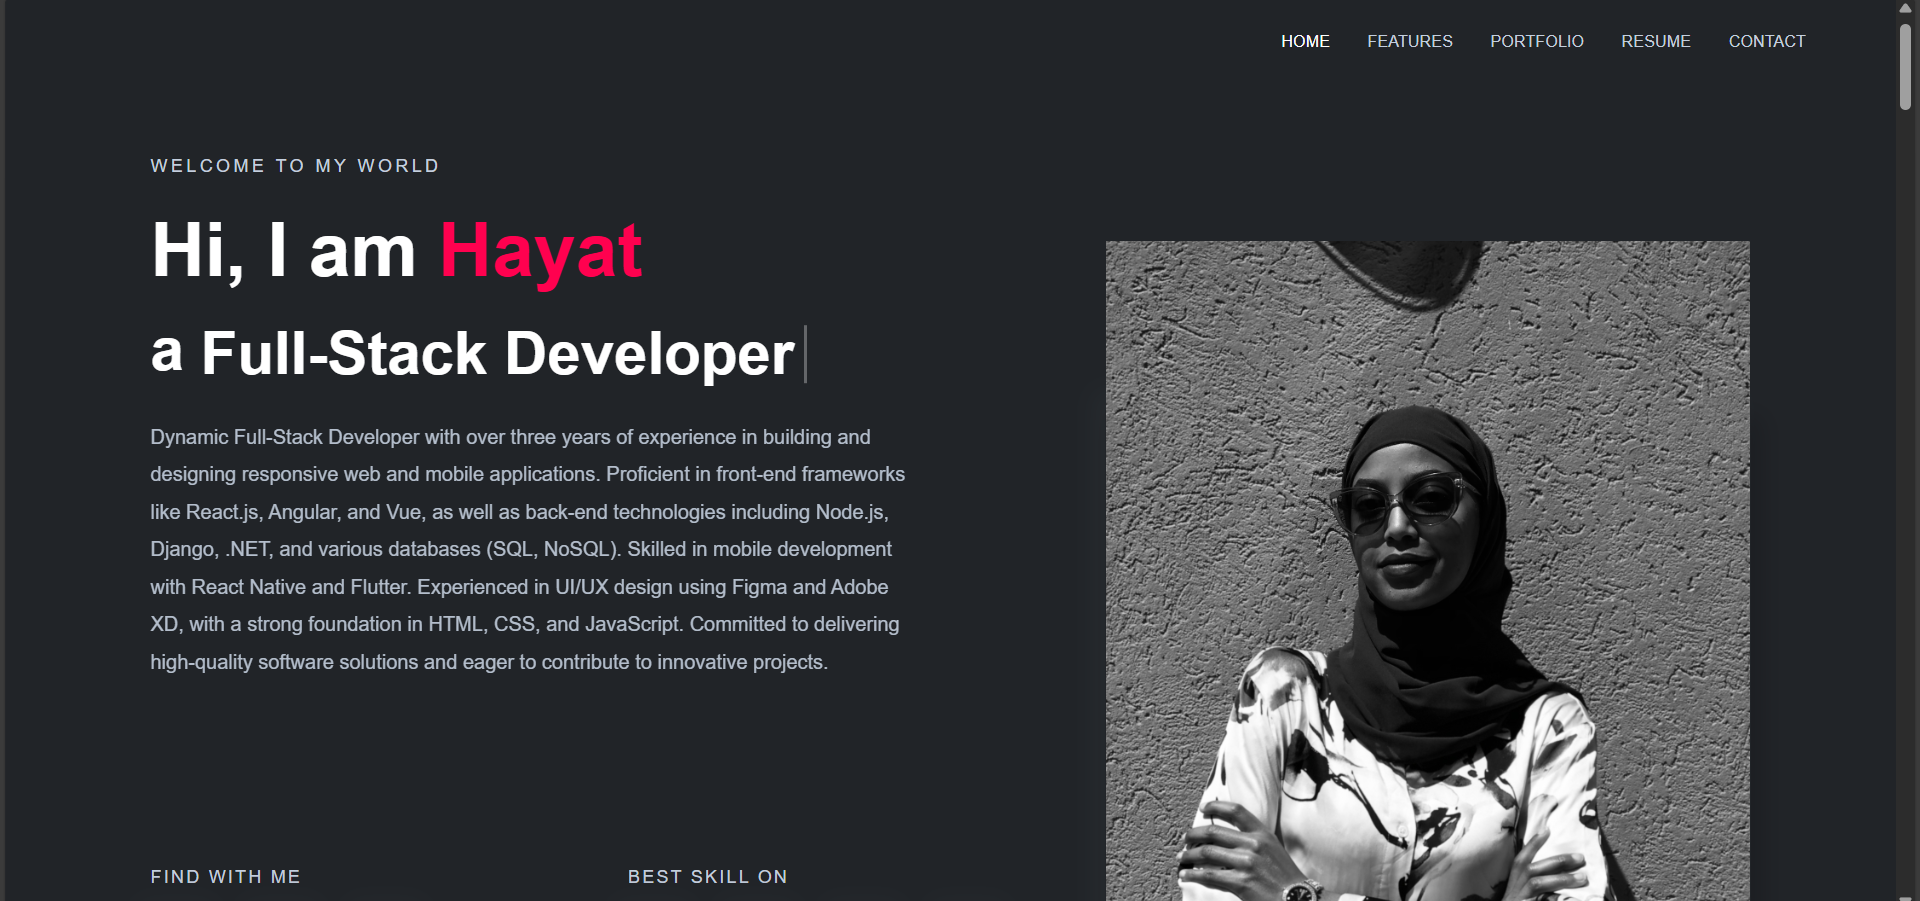 HOME FEATURES PORTFOLIO RESUME CONTACT
WELCOME TO MY WORLD
Hi, I am Hayat
a Full-Stack Developer
Dynamic Full-Stack Developer with over three years of experience in building and
designing responsive web and mobile applications. Proficient in front-end frameworks
like React.js, Angular, and Vue, as well as back-end technologies including Node.js,
Django, .NET, and various databases (SQL, NoSQL). Skilled in mobile development
with React Native and Flutter. Experienced in UI/UX design using Figma and Adobe
XD, with a strong foundation in HTML, CSS, and JavaScript. Committed to delivering
high-quality software solutions and eager to contribute to innovative projects.
FIND WITH ME
BEST SKILL ON